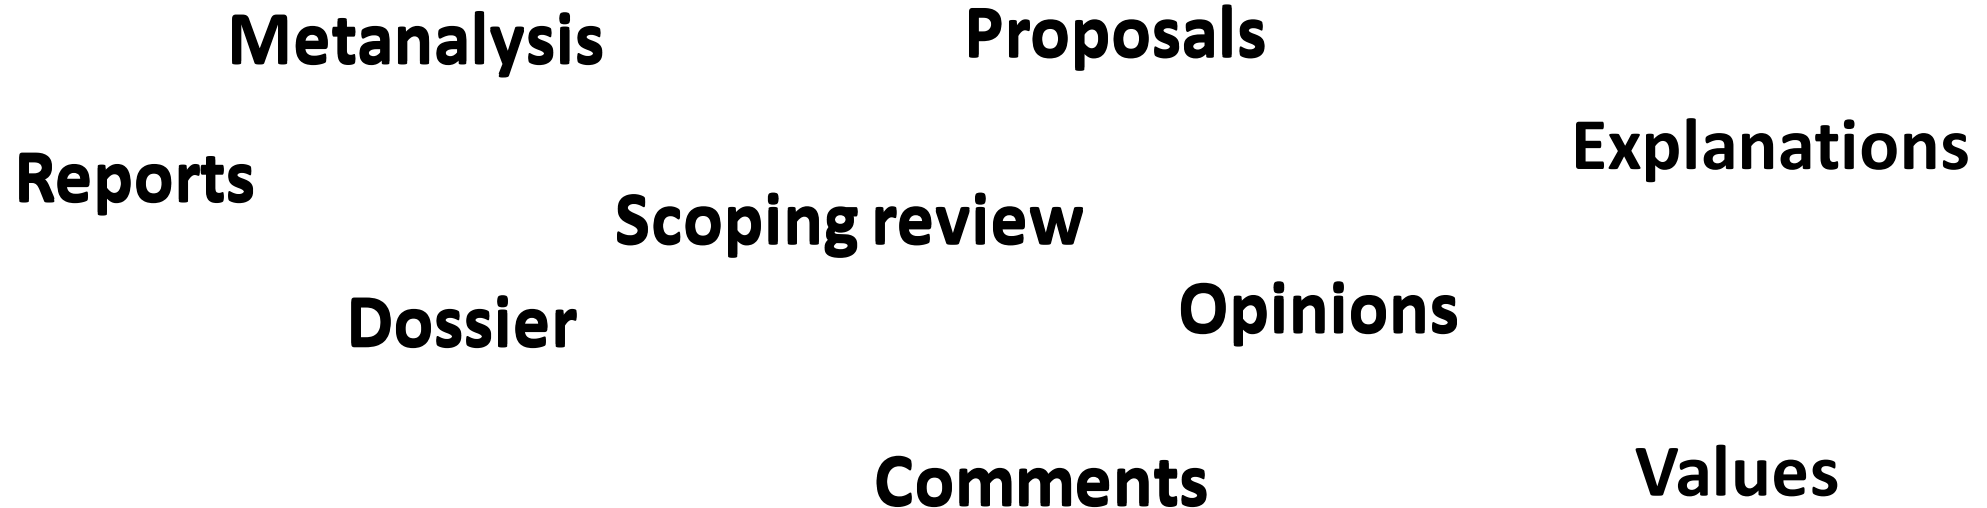 Metanalysis
Proposals
Explanations
Reports
Scoping review
Opinions
Dossier
Comments
Values